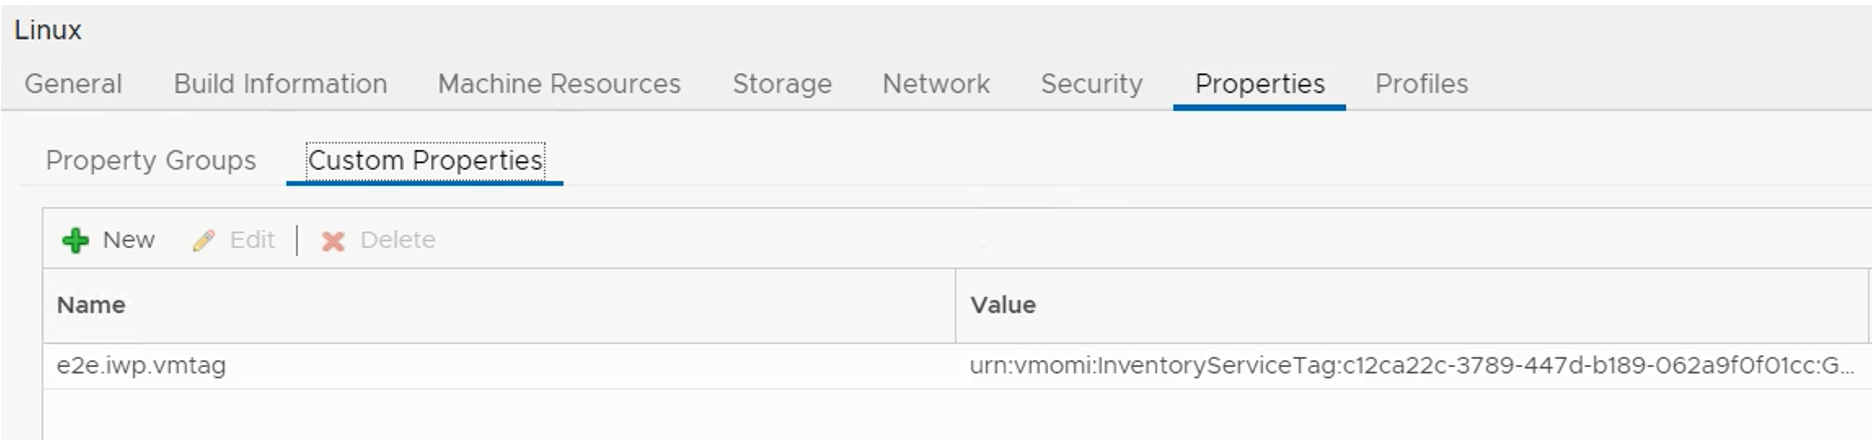 Linux
General Build Information Machine Resources Storage Network Security Properties Profiles
Property Groups Custom Properties
New Edit Delete
Name Value
e2e.iwp.vmtag urn:vmomi:InventoryServiceTag:c12ca22c-3789-447d-b189-062a9f0f01cc:G...